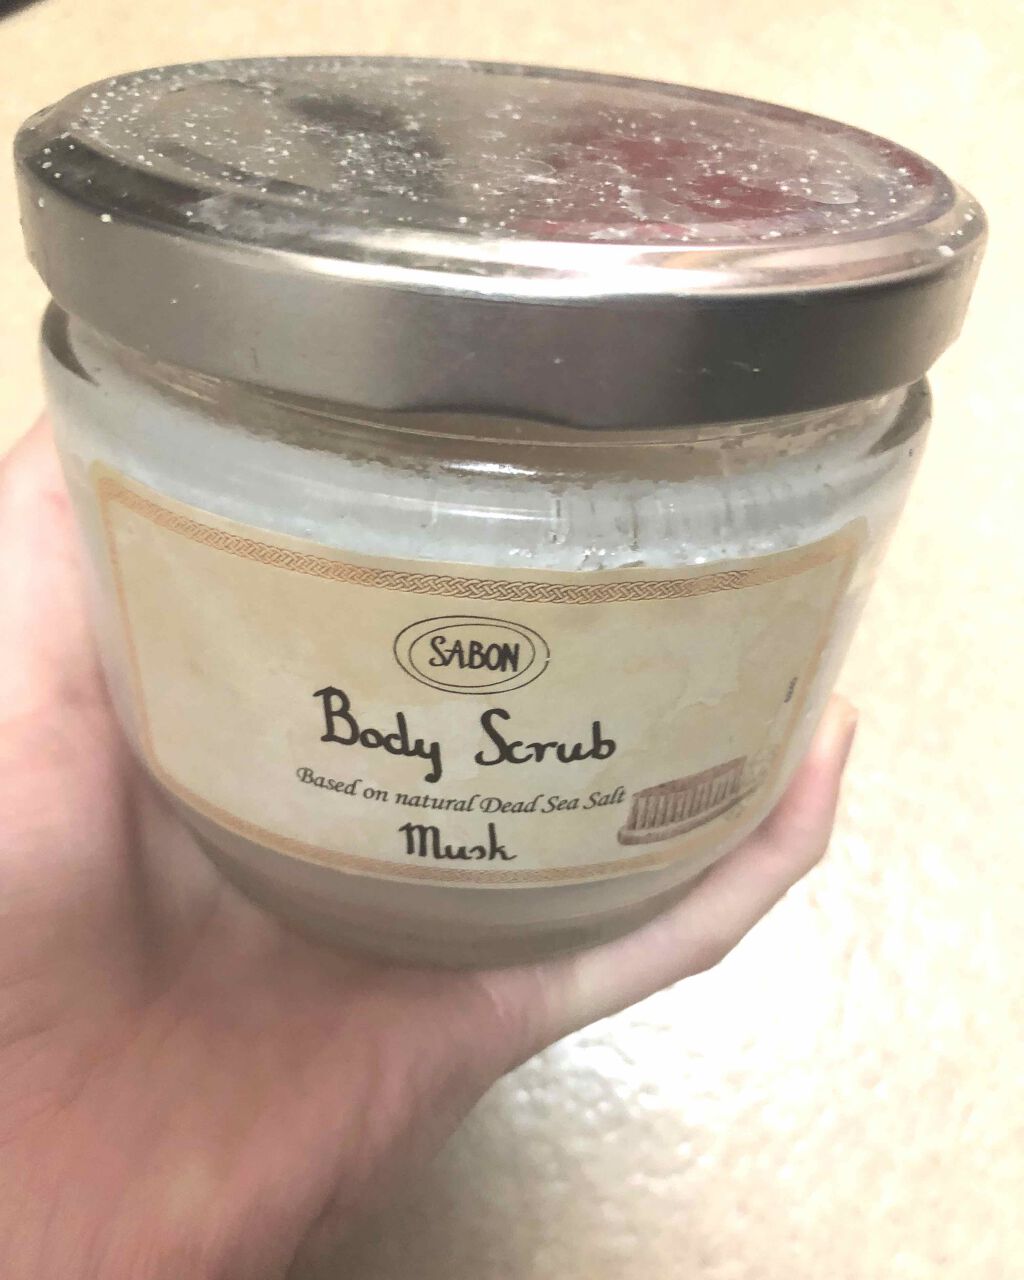 SABON
Body Scrub
Based on natural Dead Sea Salt
Musk